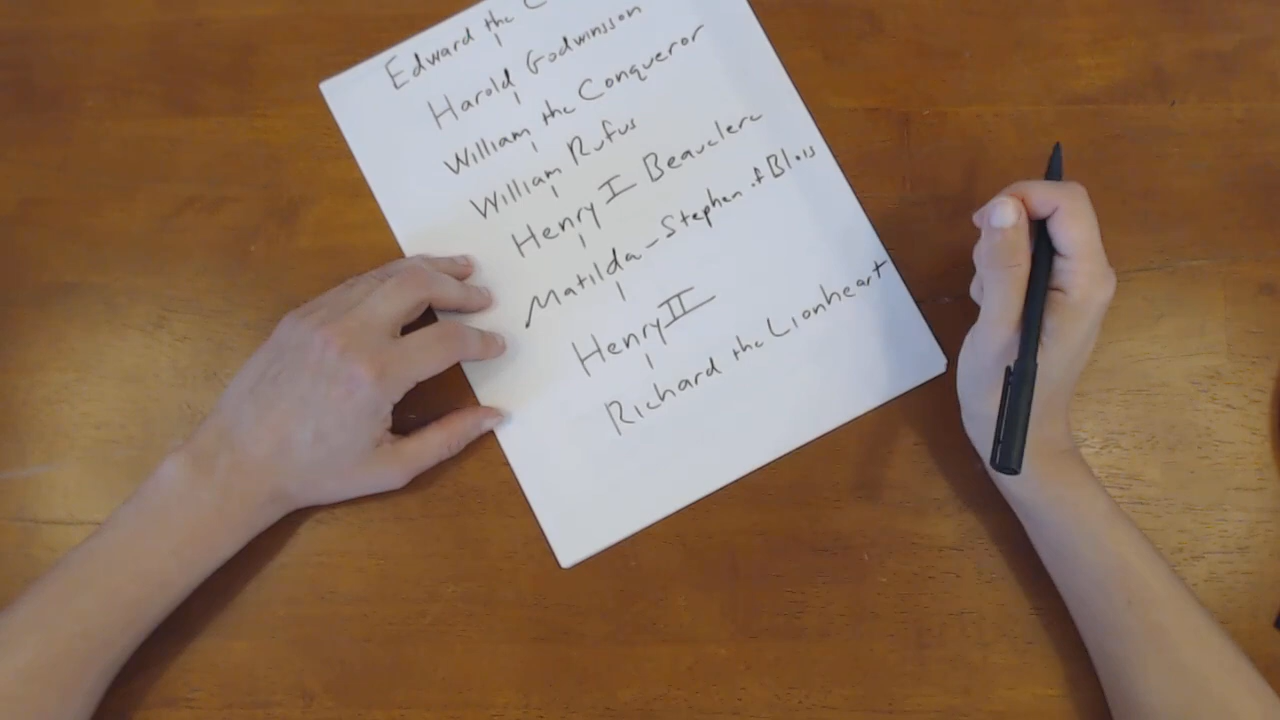 Edward the C
Harold Godwinsson
William the Conqueror
William Rufus
Henry I Beauclerc
Matilda - Stephen of Blois
Henry II
Richard the Lionheart